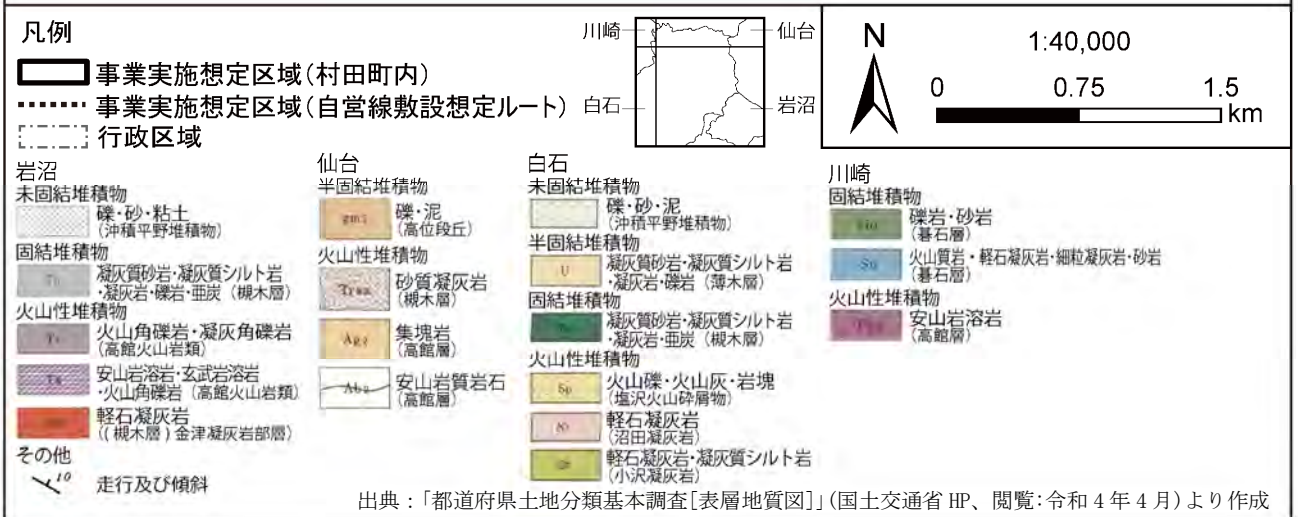 凡例
事業実施想定区域(村田町内)
事業実施想定区域(自営線敷設想定ルート)
行政区域
川崎
仙台
白石
岩沼
N
1:40,000
0 0.75 1.5
km
岩沼
未固結堆積物
礫・砂・粘土
(沖積平野堆積物)
固結堆積物
凝灰質砂岩・凝灰質シルト岩
・凝灰岩・礫岩・亜炭 (槻木層)
火山性堆積物
火山角礫岩・凝灰角礫岩
(高館火山岩類)
安山岩溶岩・玄武岩溶岩
・火山角礫岩 (高館火山岩類)
軽石凝灰岩
((槻木層)金津凝灰岩部層)
その他
10 走行及び傾斜
仙台
半固結堆積物
礫・泥
(高位段丘)
火山性堆積物
砂質凝灰岩
(槻木層)
集塊岩
(高館層)
安山岩質岩石
(高館層)
白石
未固結堆積物
礫・砂・泥
(沖積平野堆積物)
半固結堆積物
U 凝灰質砂岩・凝灰質シルト岩
・凝灰岩・礫岩 (薄木層)
固結堆積物
凝灰質砂岩・凝灰質シルト岩
・凝灰岩・亜炭 (槻木層)
火山性堆積物
火山礫・火山灰・岩塊
(塩沢火山砕屑物)
軽石凝灰岩
(沼田凝灰岩)
軽石凝灰岩・凝灰質シルト岩
(小沢凝灰岩)
川崎
固結堆積物
礫岩・砂岩
(碁石層)
火山質岩・軽石凝灰岩・細粒凝灰岩・砂岩
(碁石層)
火山性堆積物
安山岩溶岩
(高館層)
出典:「都道府県土地分類基本調査[表層地質図]」(国土交通省 HP、閲覧:令和4年4月)より作成